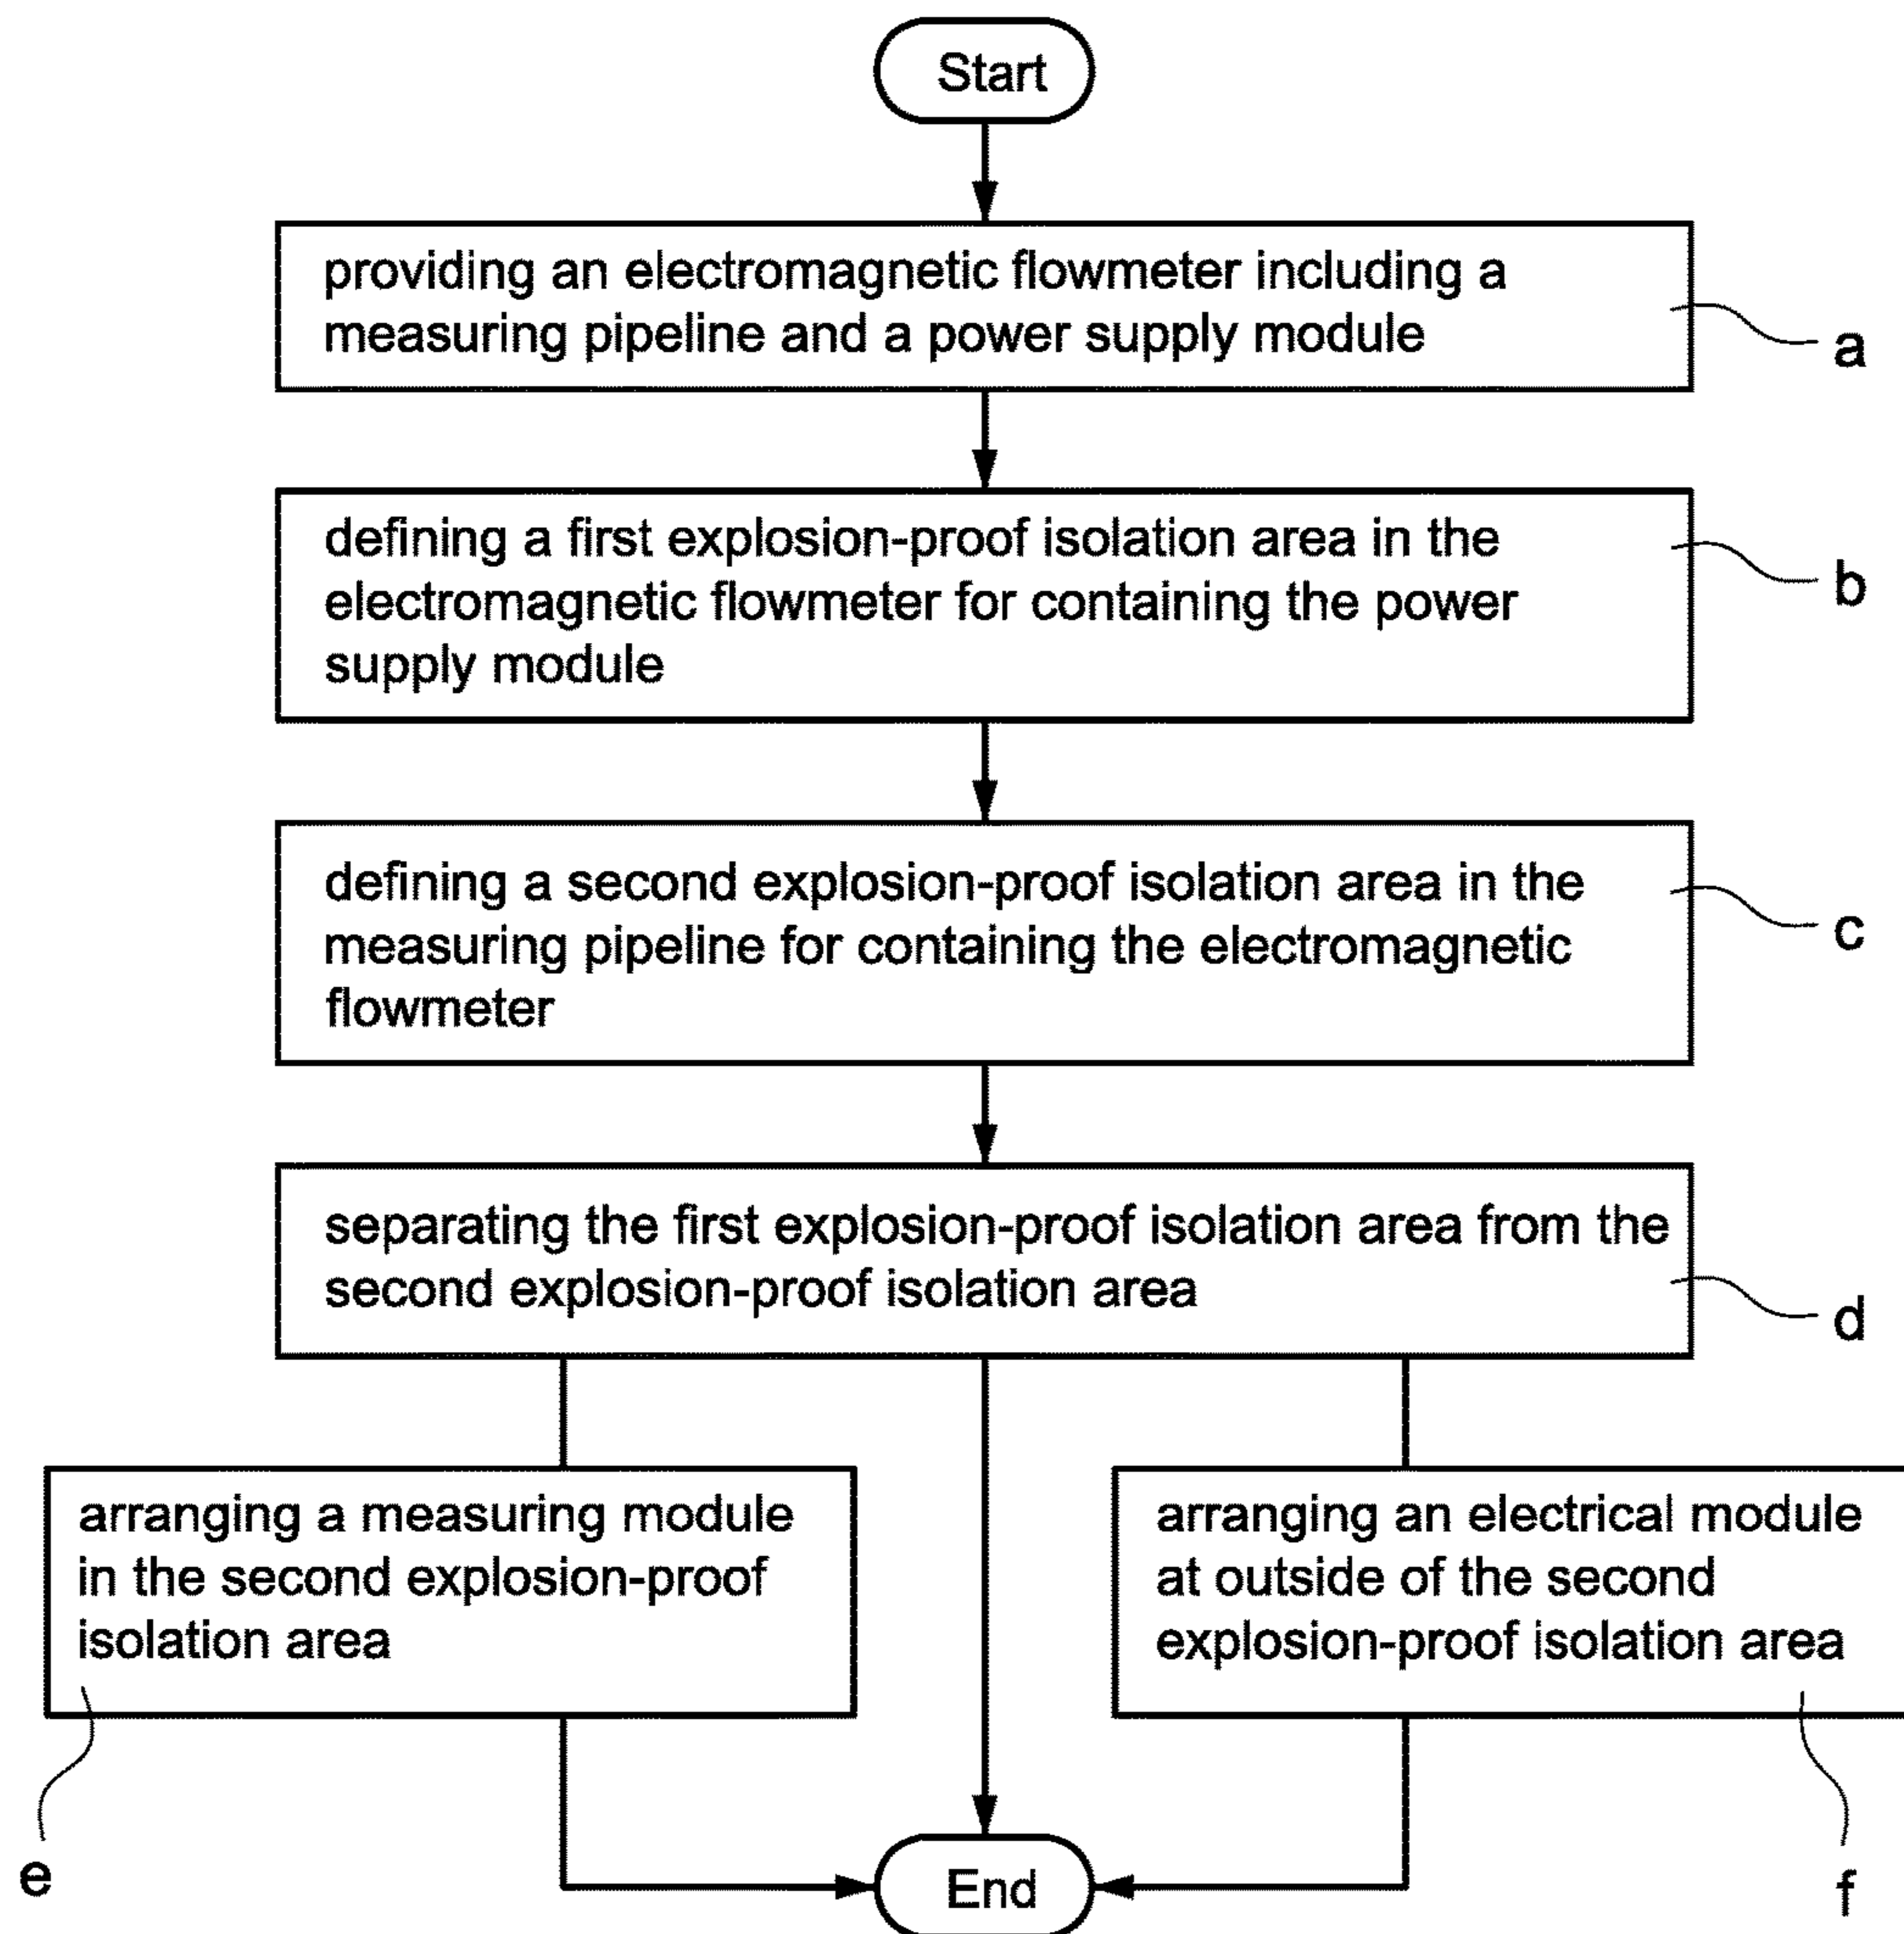 Start
providing an electromagnetic flowmeter including a
measuring pipeline and a power supply module
a
defining a first explosion-proof isolation area in the
electromagnetic flowmeter for containing the power
supply module
b
defining a second explosion-proof isolation area in the
measuring pipeline for containing the electromagnetic
flowmeter
c
separating the first explosion-proof isolation area from the
second explosion-proof isolation area
d
arranging a measuring module
in the second explosion-proof
isolation area
e
arranging an electrical module
at outside of the second
explosion-proof isolation area
f
End